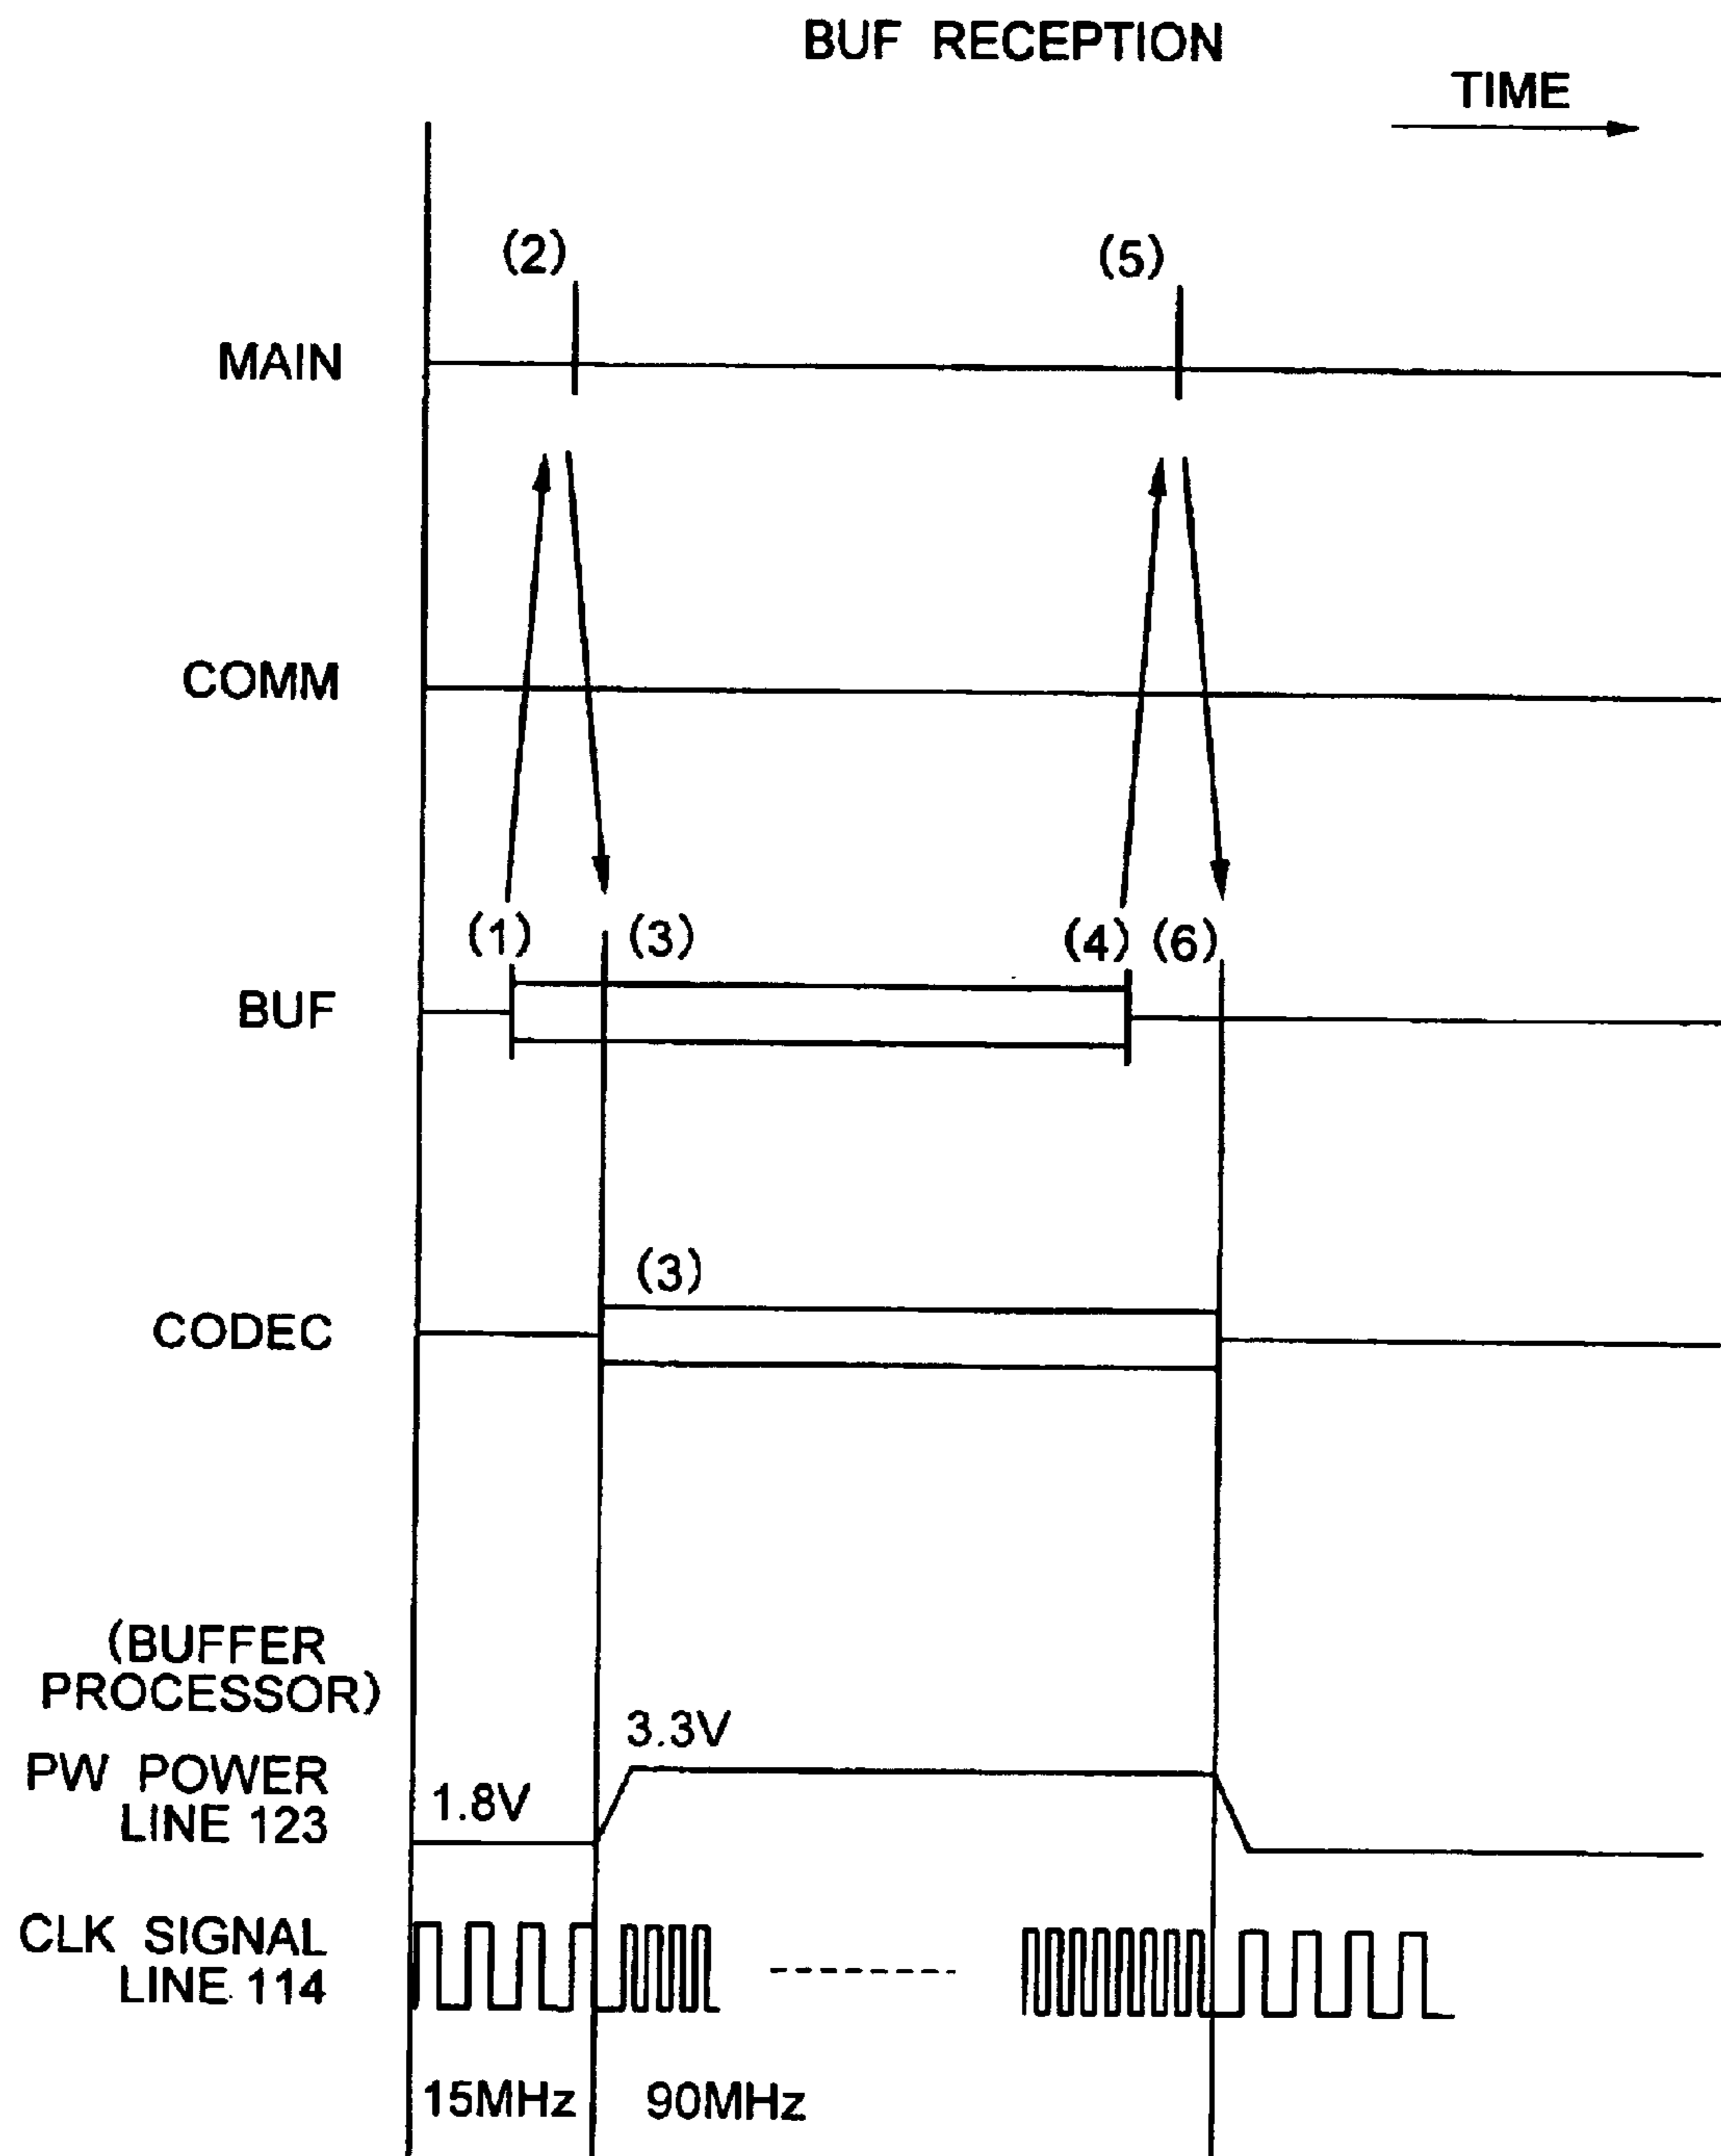 BUF RECEPTION
TIME
(2) (5)
MAIN
COMM
(1) (3) (4) (6)
BUF
(3)
CODEC
(BUFFER
PROCESSOR)
3.3V
PW POWER
LINE 123
1.8V
CLK SIGNAL
LINE 114
15MHz 90MHz